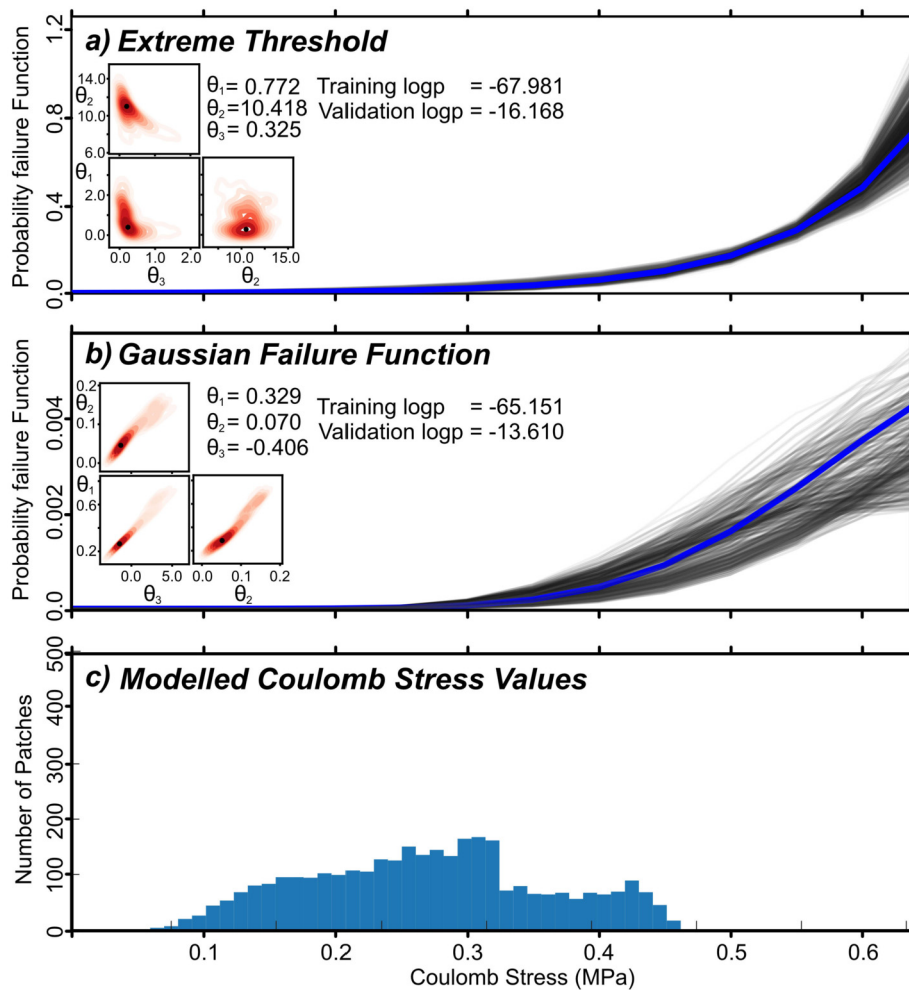 1.2
0.8
0.4
0.0
Probability failure Function
a) Extreme Threshold
14.0
θ2
10.0
6.0
θ1 = 0.772
θ2 = 10.418
θ3 = 0.325
Training logp = -67.981
Validation logp = -16.168
θ1
2.0
0.0
0.0 1.0 2.0
θ3
10.0 15.0
θ2
Probability failure Function
0.004
0.002
0.0
b) Gaussian Failure Function
0.2
θ2
0.1
0.0
θ1 = 0.329
θ2 = 0.070
θ3 = -0.406
Training logp = -65.151
Validation logp = -13.610
θ1
0.6
0.2
0.0 5.0
θ3
0.0 0.1 0.2
θ2
Number of Patches
500
400
300
200
100
0
c) Modelled Coulomb Stress Values
0.1 0.2 0.3 0.4 0.5 0.6
Coulomb Stress (MPa)